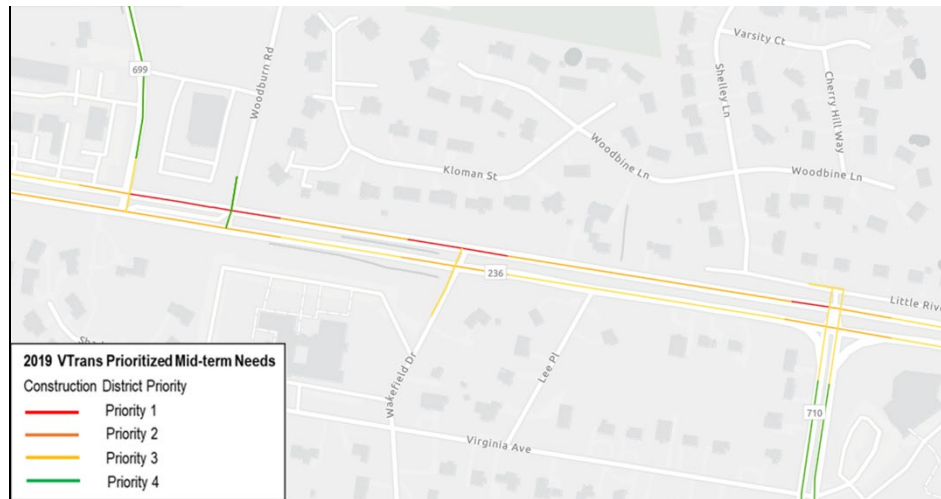 Varsity Ct
699
Woodburn Rd
Shelley Ln
Cherry Hill Way
Woodbine Ln
Kloman St
Woodbine Ln
236
Little
Wakefield Dr
Lee Pl
710
Virginia Ave
2019 VTrans Prioritized Mid-term Needs
Construction District Priority
Priority 1
Priority 2
Priority 3
Priority 4